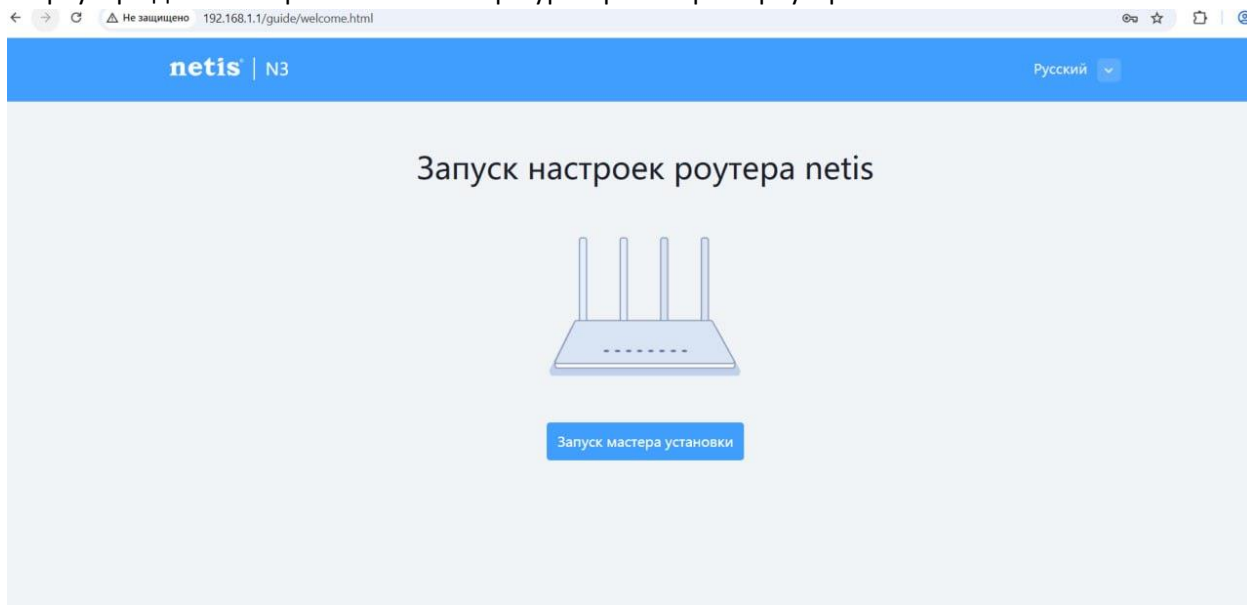 Не защищено 192.168.1.1/guide/welcome.html
netis | N3
Русский
Запуск настроек роутера netis
Запуск мастера установки